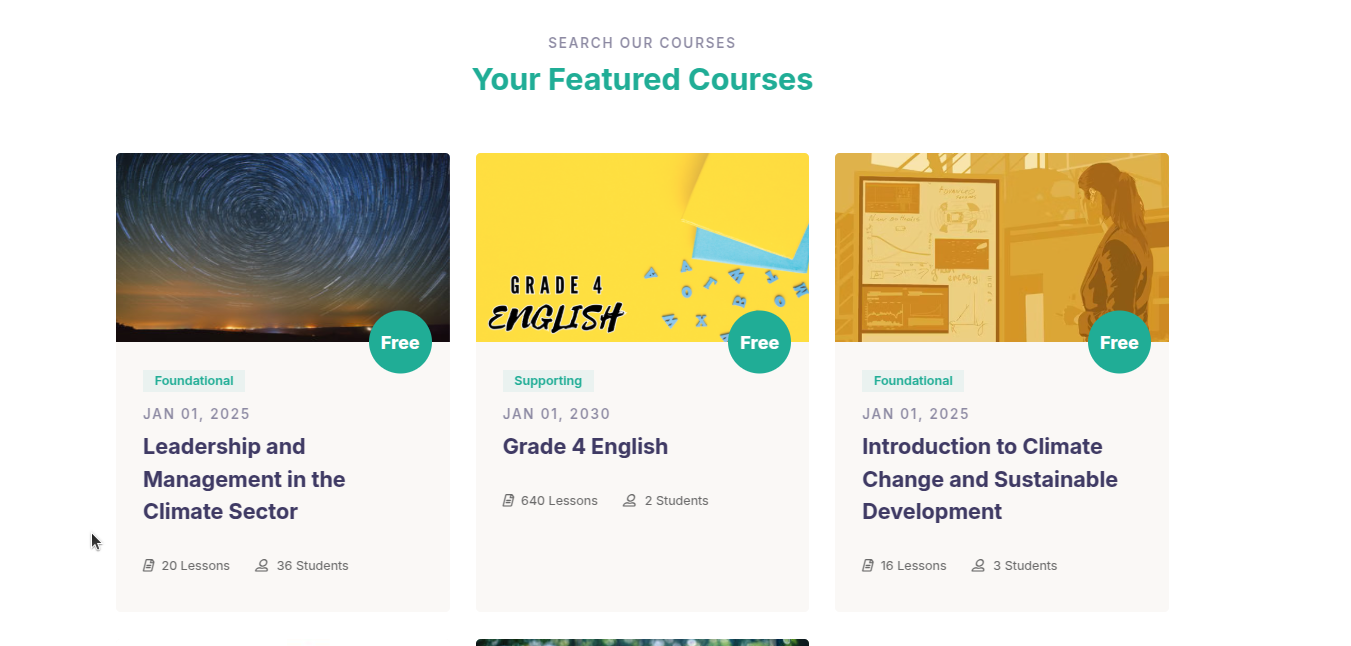 SEARCH OUR COURSES
Your Featured Courses
GRADE 4
ENGLISH
Free
Free
Free
Foundational
JAN 01, 2025
Leadership and
Management in the
Climate Sector
20 Lessons
36 Students
Supporting
JAN 01, 2030
Grade 4 English
640 Lessons
2 Students
Foundational
JAN 01, 2025
Introduction to Climate
Change and Sustainable
Development
16 Lessons
3 Students